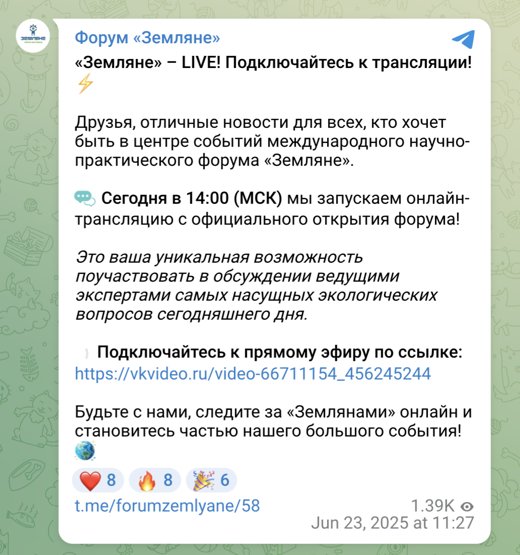 ЗЕМЛЯНЕ
Форум «Земляне»
«Земляне» – LIVE! Подключайтесь к трансляции!
⚡
Друзья, отличные новости для всех, кто хочет
быть в центре событий международного научно-
практического форума «Земляне».
💬 Сегодня в 14:00 (МСК) мы запускаем онлайн-
трансляцию с официального открытия форума!
Это ваша уникальная возможность
поучаствовать в обсуждении ведущими
экспертами самых насущных экологических
вопросов сегодняшнего дня.
Подключайтесь к прямому эфиру по ссылке:
https://vkvideo.ru/video-66711154_456245244
Будьте с нами, следите за «Землянами» онлайн и
становитесь частью нашего большого события!
🌏
❤️ 8 🔥 8 🎉 6
t.me/forumzemlyane/58 1.39K
Jun 23, 2025 at 11:27